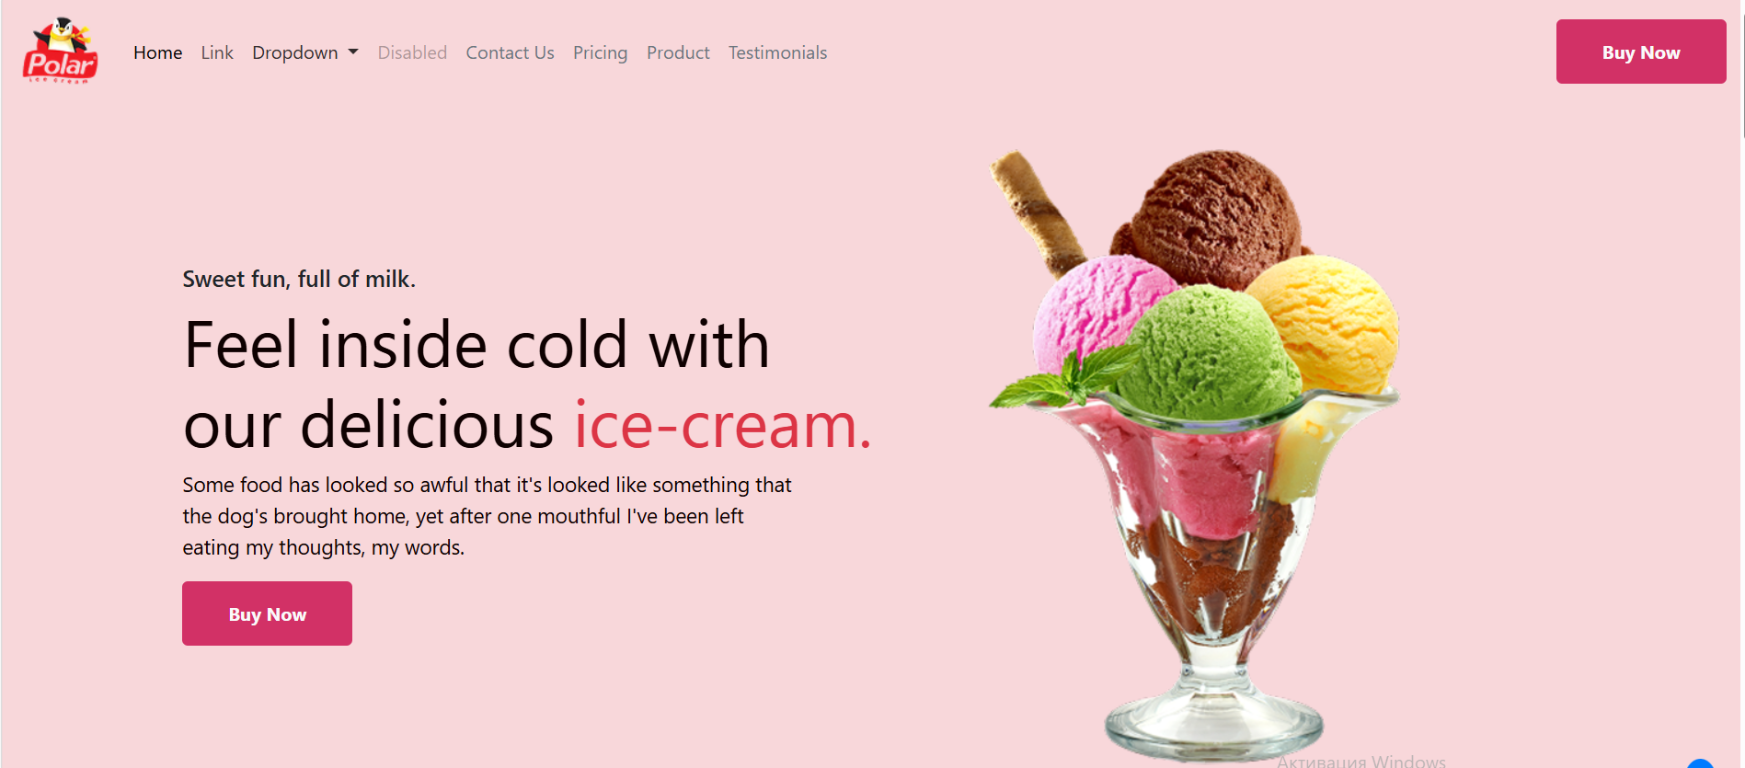 Polar
ice cream
Home
Link
Dropdown
Disabled
Contact Us
Pricing
Product
Testimonials
Buy Now
Sweet fun, full of milk.
Feel inside cold with
our delicious ice-cream.
Some food has looked so awful that it's looked like something that
the dog's brought home, yet after one mouthful I've been left
eating my thoughts, my words.
Buy Now
Активация Windows